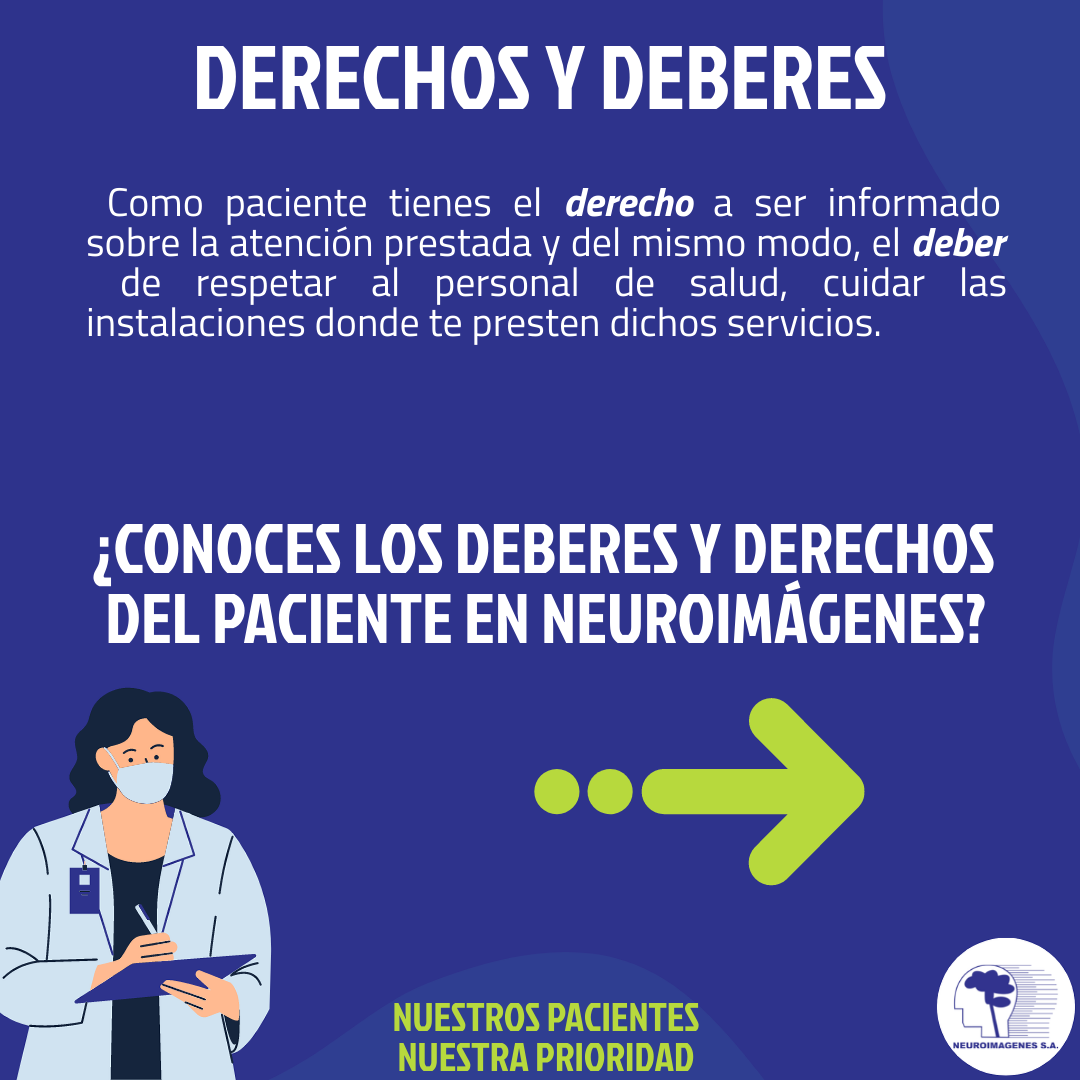 DERECHOS Y DEBERES
Como paciente tienes el derecho a ser informado
sobre la atención prestada y del mismo modo, el deber
de respetar al personal de salud, cuidar las
instalaciones donde te presten dichos servicios.
¿CONOCES LOS DEBERES Y DERECHOS
DEL PACIENTE EN NEUROIMÁGENES?
NUESTROS PACIENTES
NUESTRA PRIORIDAD
NEUROIMAGENES S.A.